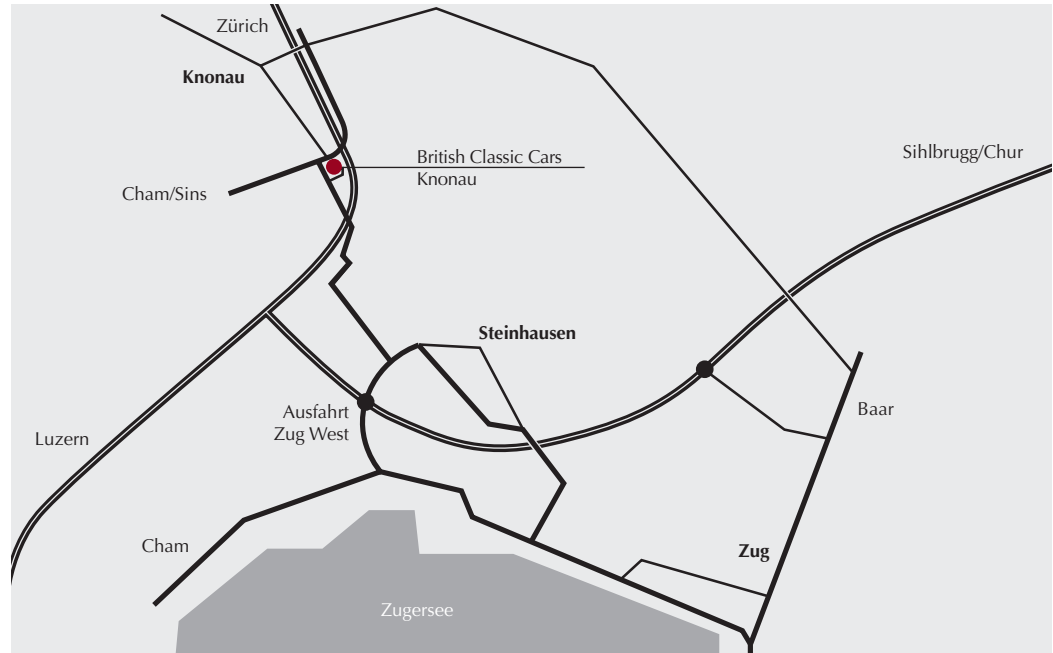 Zürich
Knonau
British Classic Cars
Knonau
Sihlbrugg/Chur
Cham/Sins
Steinhausen
Ausfahrt
Zug West
Baar
Luzern
Cham
Zug
Zugersee